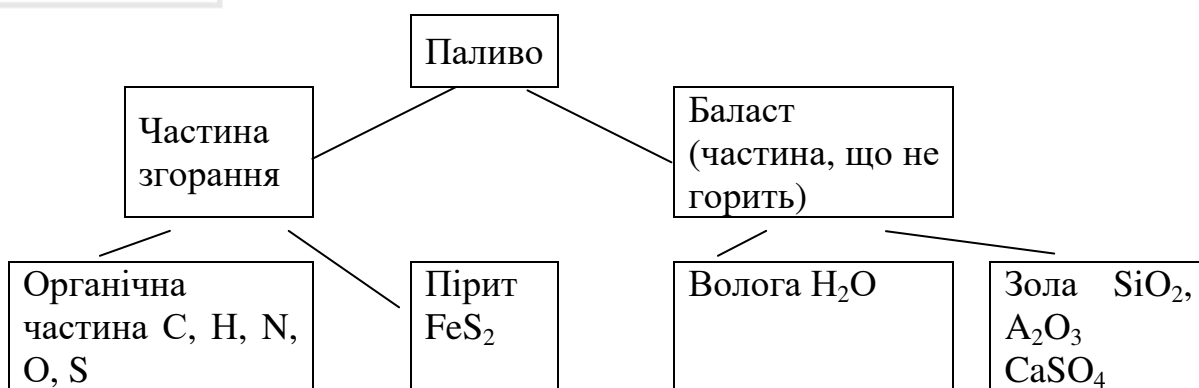 Паливо
Частина
згорання
Баласт
(частина, що не
горить)
Органічна
частина C, H, N,
O, S
Пірит
FeS₂
Волога H₂O
Зола SiO₂,
A₂O₃
CaSO₄